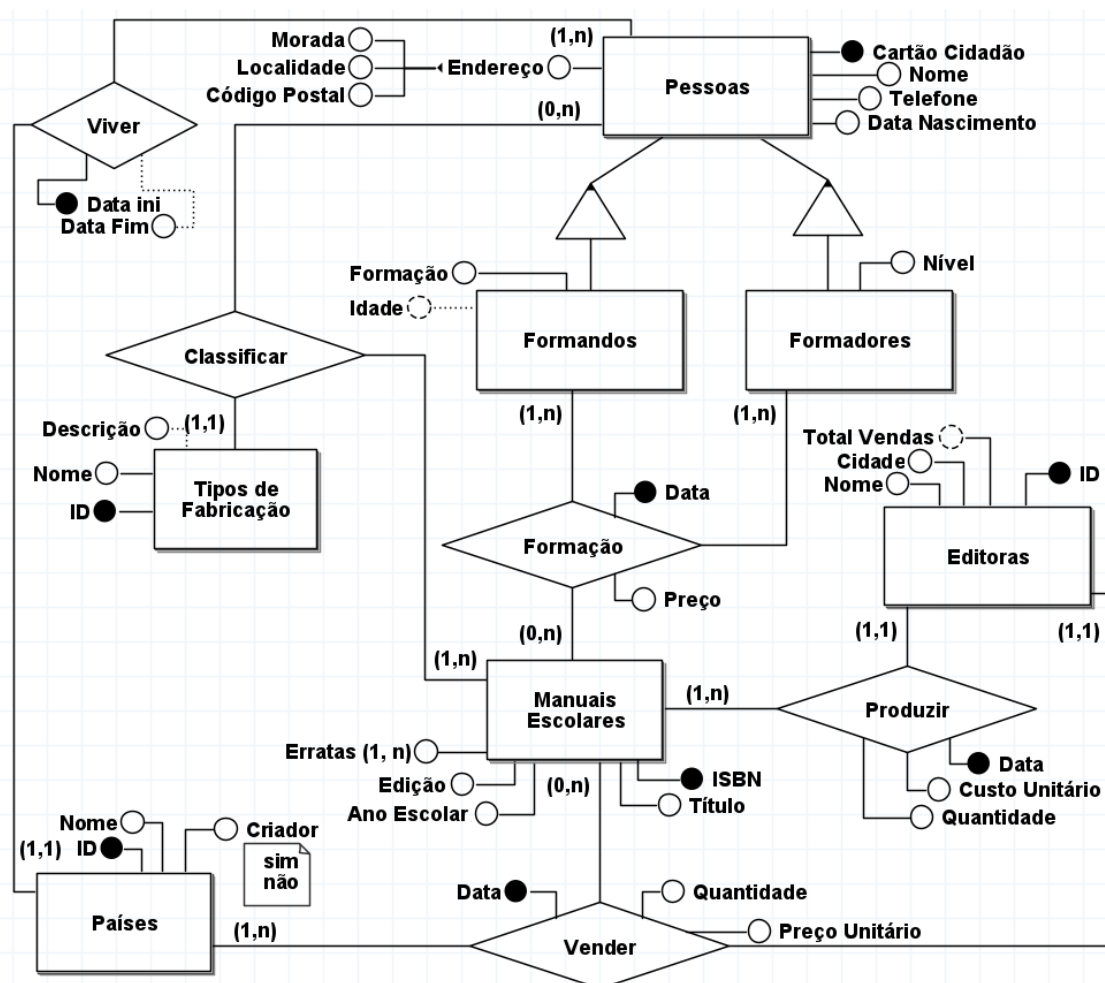 Morada
(1,n)
Cartão Cidadão
Localidade
Endereço
Nome
Código Postal
Pessoas
Telefone
(0,n)
Data Nascimento
Viver
Data ini
Data Fim
Formação
Nível
Idade
Formandos
Formadores
Classificar
(1,1)
(1,n)
(1,n)
Descrição
Total Vendas
Nome
Cidade
ID
Tipos de
Fabricação
Nome
ID
Data
Formação
Editoras
Preço
(0,n)
(1,1)
(1,1)
(1,n)
Manuais
Escolares
(1,n)
Produzir
Erratas (1, n)
Edição
(0,n)
ISBN
Data
Ano Escolar
Título
Custo Unitário
Nome
Criador
Quantidade
(1,1)
ID
sim
não
Data
Quantidade
Países
(1,n)
Vender
Preço Unitário